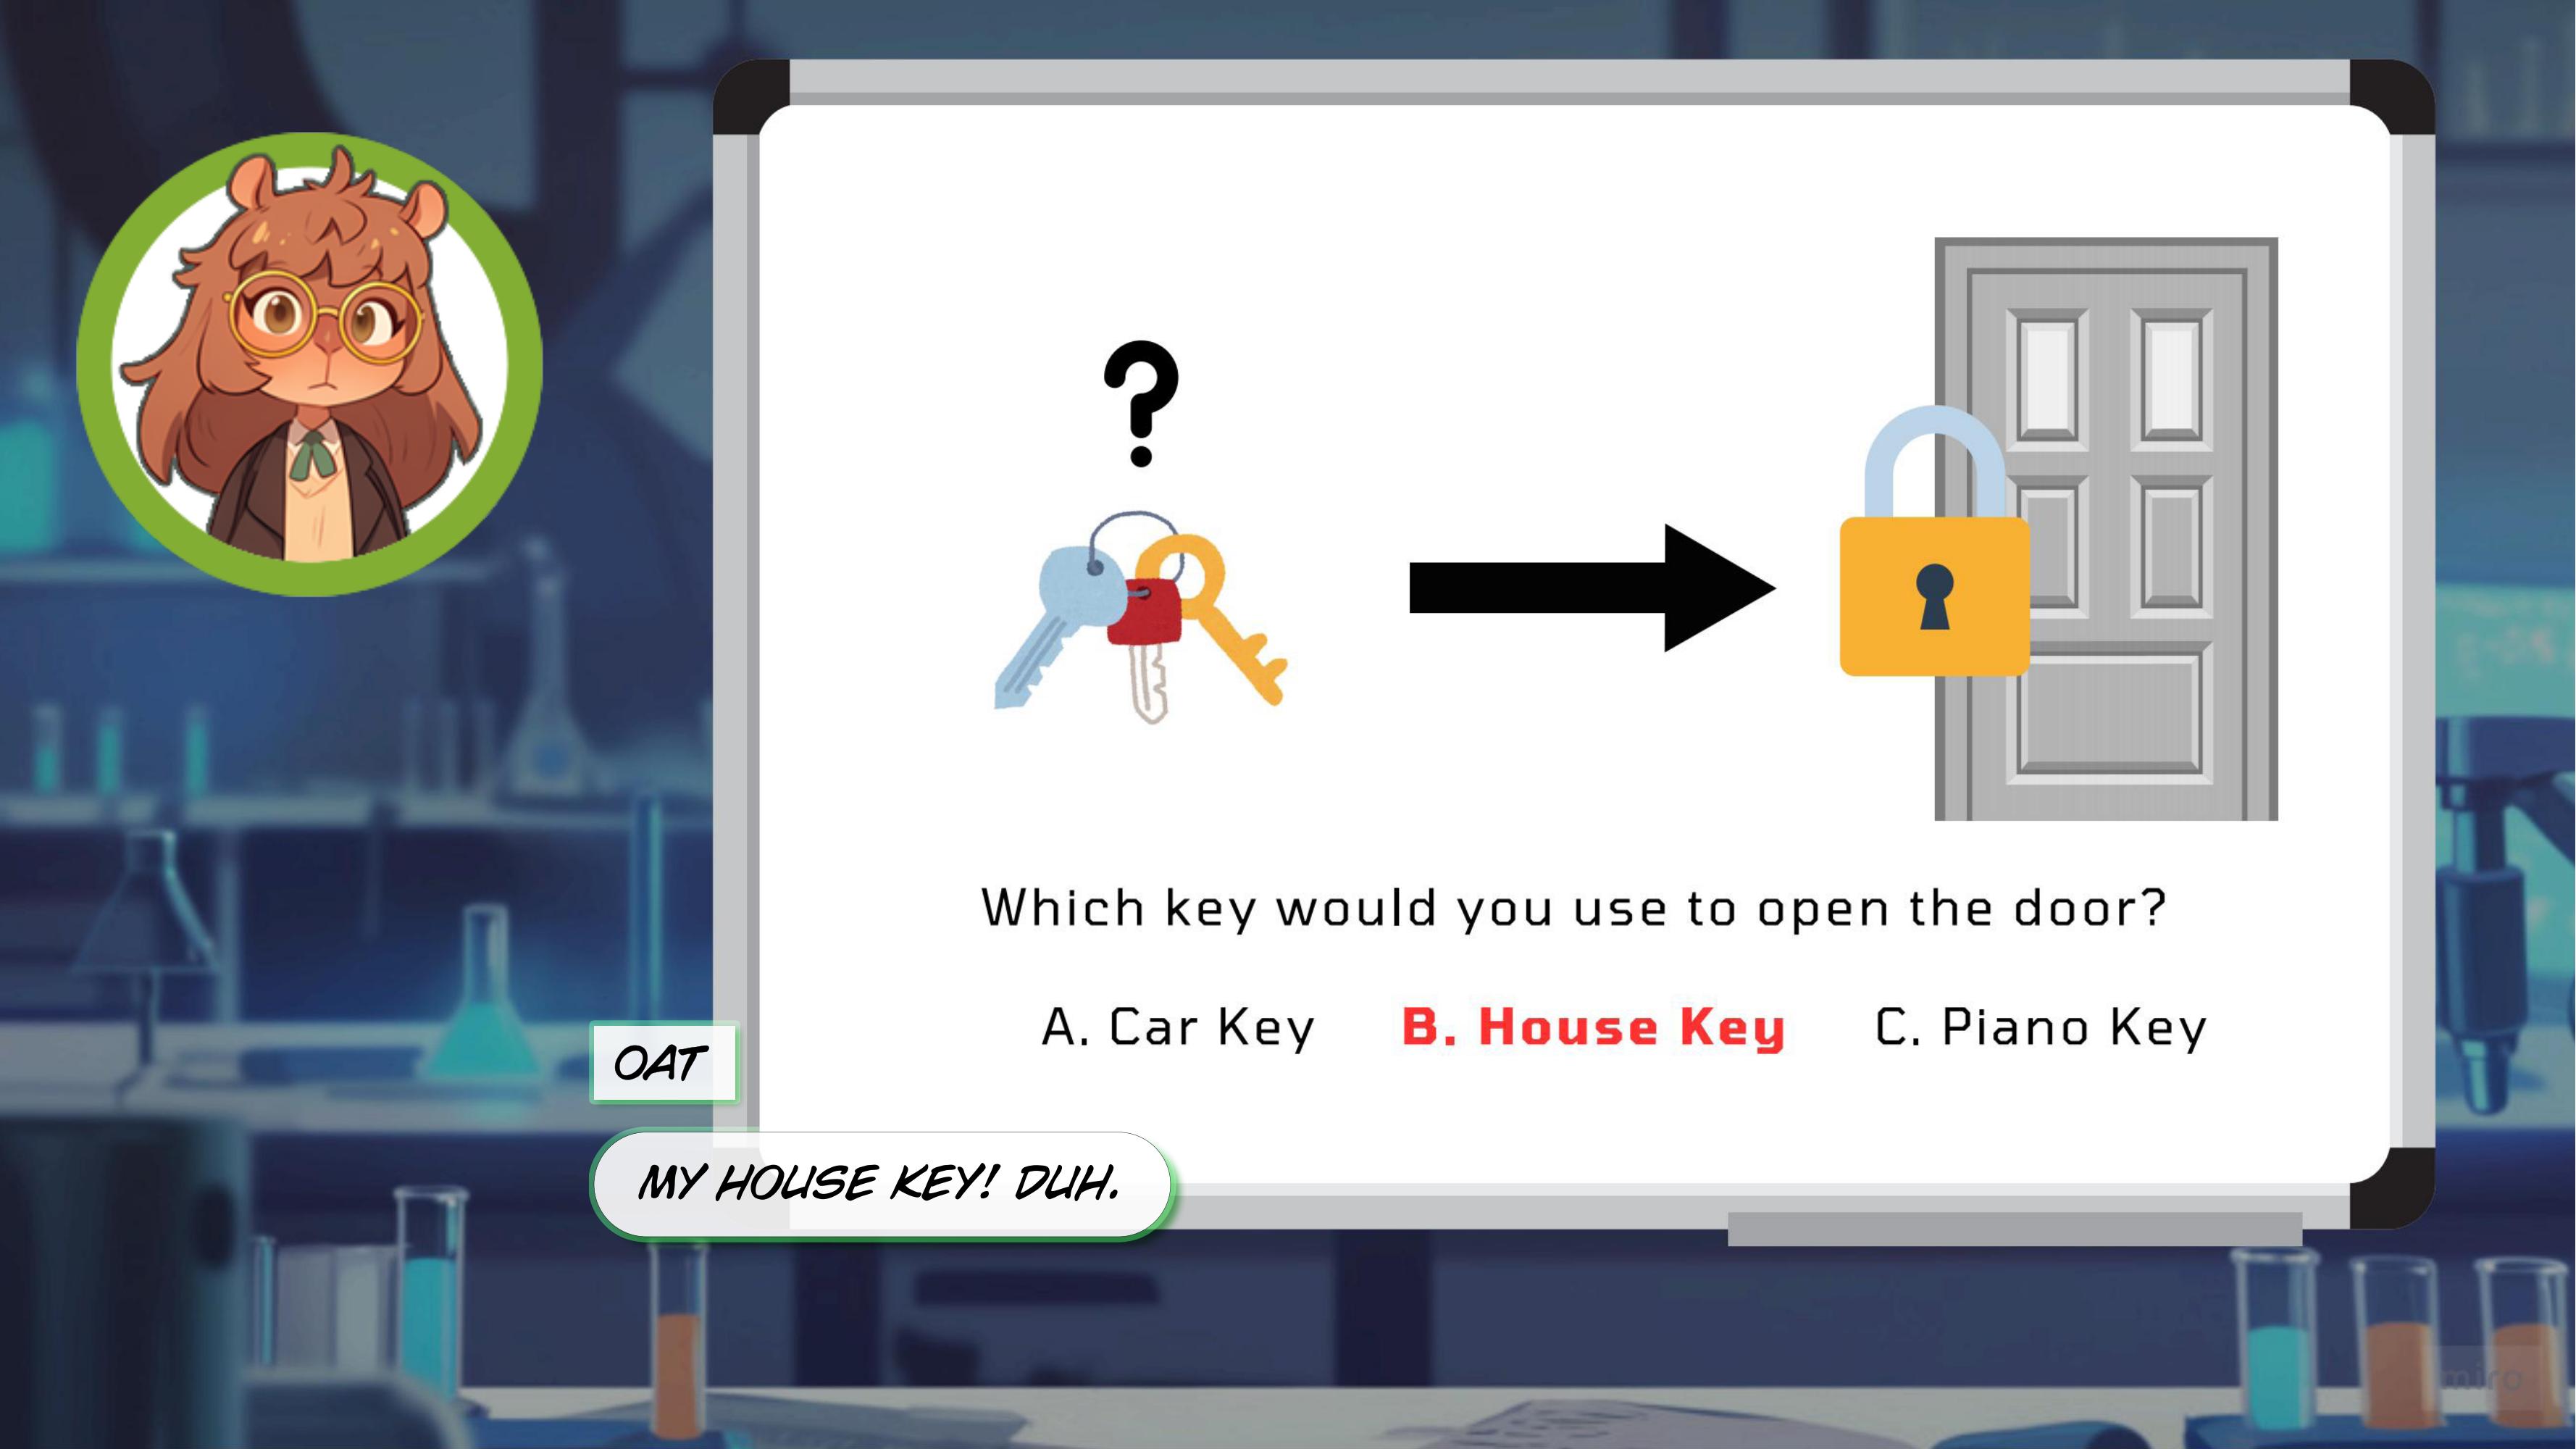 Which key would you use to open the door?
A. Car Key B. House Key C. Piano Key
OAT
MY HOUSE KEY! DUH.
miro